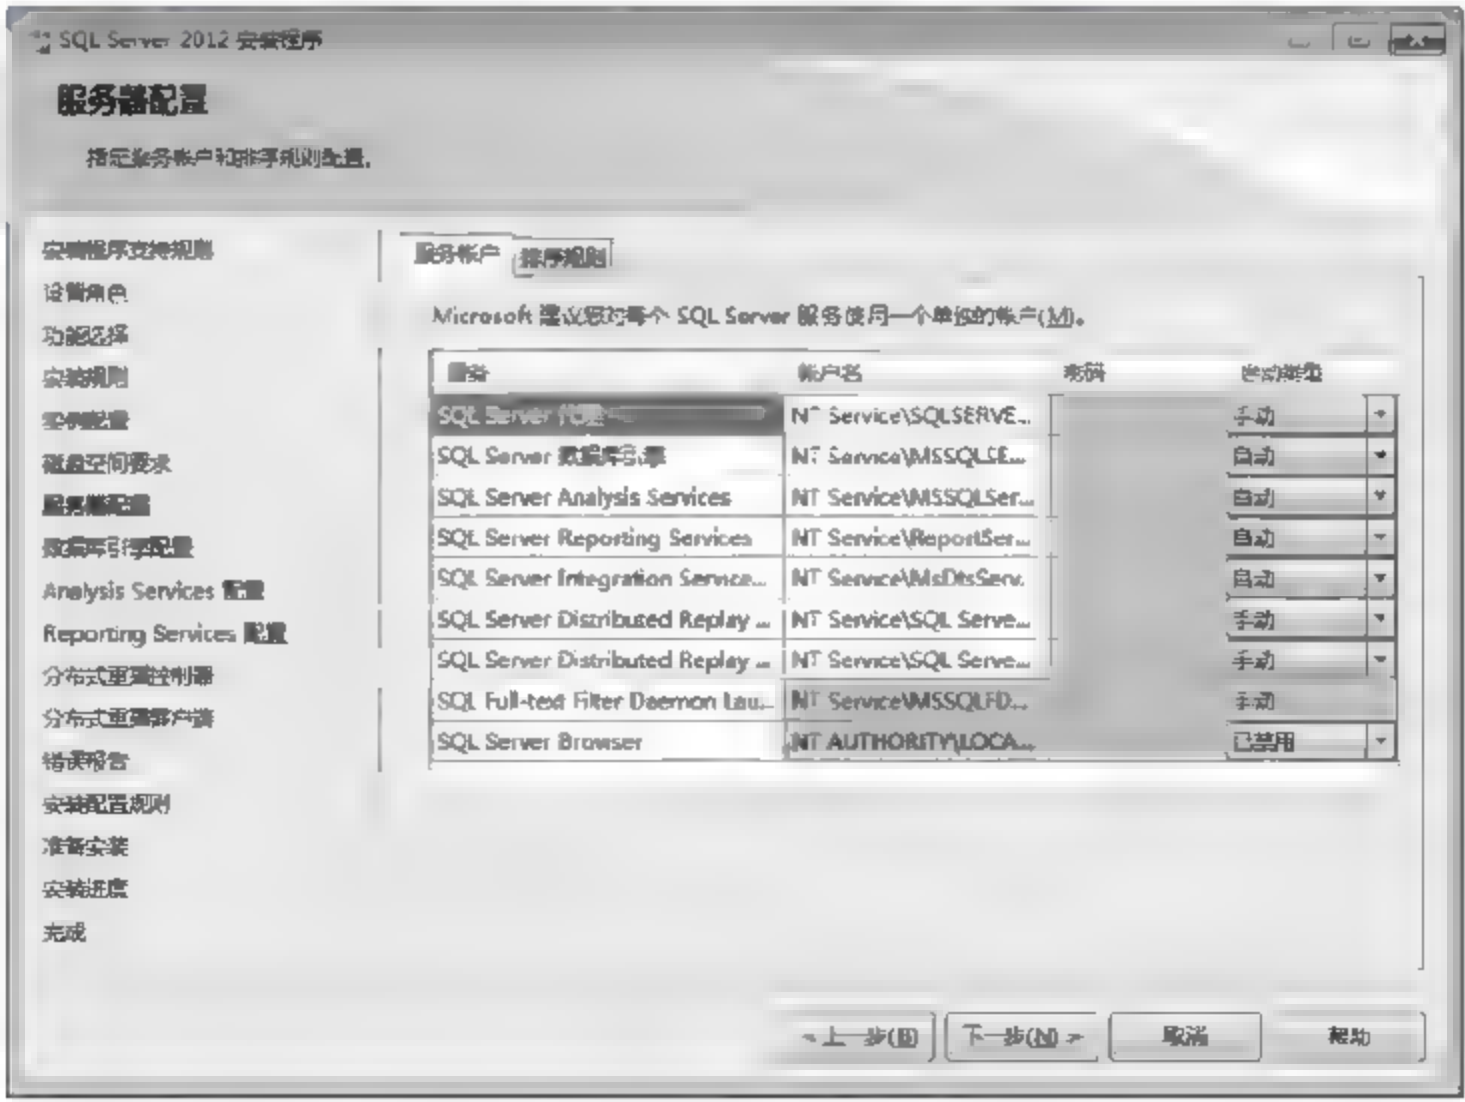 SQL Server 2012 安装程序
服务器配置
指定服务帐户和排序规则配置。
安装程序支持规则
设置角色
功能选择
安装规则
实例配置
磁盘空间要求
服务器配置
数据库引擎配置
Analysis Services 配置
Reporting Services 配置
分布式重播控制器
分布式重播客户端
错误报告
安装配置规则
准备安装
安装进度
完成
服务帐户 排序规则
Microsoft 建议您对每个 SQL Server 服务使用一个单独的帐户(M)。
服务 帐户名 密码 启动类型
SQL Server 代理 NT Service\SQLSERVE... 手动
SQL Server 数据库引擎 NT Service\MSSQLSE... 自动
SQL Server Analysis Services NT Service\MSSQLSer... 自动
SQL Server Reporting Services NT Service\ReportSer... 自动
SQL Server Integration Service... NT Service\MsDtsServ 自动
SQL Server Distributed Replay ... NT Service\SQL Serve... 手动
SQL Server Distributed Replay ... NT Service\SQL Serve... 手动
SQL Full-text Filter Daemon Lau... NT Service\MSSQLFD... 手动
SQL Server Browser NT AUTHORITY\LOCA... 已禁用
< 上一步(B) 下一步(N) > 取消 帮助